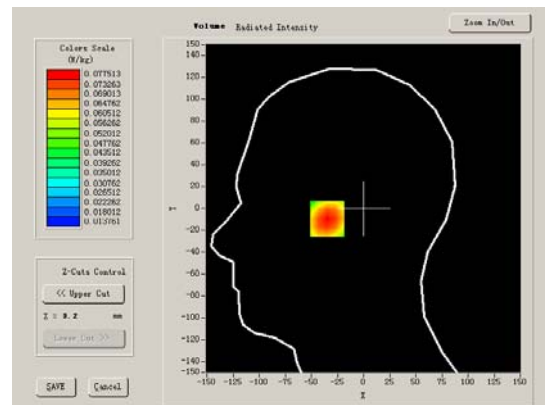 Volume Radiated Intensity
Zoom In/Out
Colors Scale
(W/kg)
0.077513
0.073263
0.069013
0.064762
0.060512
0.056262
0.052012
0.047762
0.043512
0.039262
0.035012
0.030762
0.026512
0.022262
0.018012
0.013761
Z-Cuts Control
<< Upper Cut
Z = 9.2 mm
Lower Cut >>
SAVE Cancel
150
140
120
100
80
60
40
20
0
-20
-40
-60
-80
-100
-120
-140
-150
Y
-150 -125 -100 -75 -50 -25 0 25 50 75 100 125 150
X